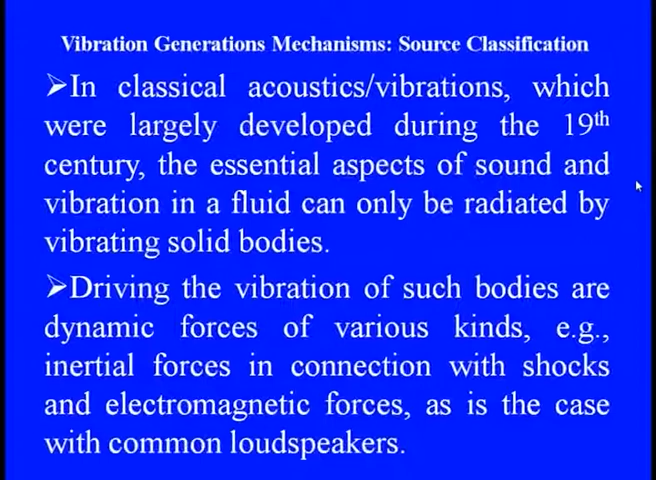 Vibration Generations Mechanisms: Source Classification
➢In classical acoustics/vibrations, which
were largely developed during the 19th
century, the essential aspects of sound and
vibration in a fluid can only be radiated by
vibrating solid bodies.
➢Driving the vibration of such bodies are
dynamic forces of various kinds, e.g.,
inertial forces in connection with shocks
and electromagnetic forces, as is the case
with common loudspeakers.